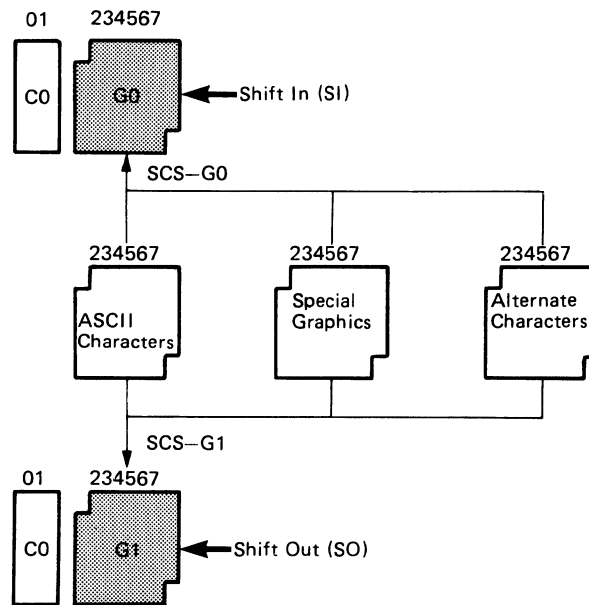 01 234567
C0 G0 Shift In (SI)
SCS—G0
234567 234567 234567
ASCII Characters
Special Graphics
Alternate Characters
SCS—G1
01 234567
C0 G1 Shift Out (SO)